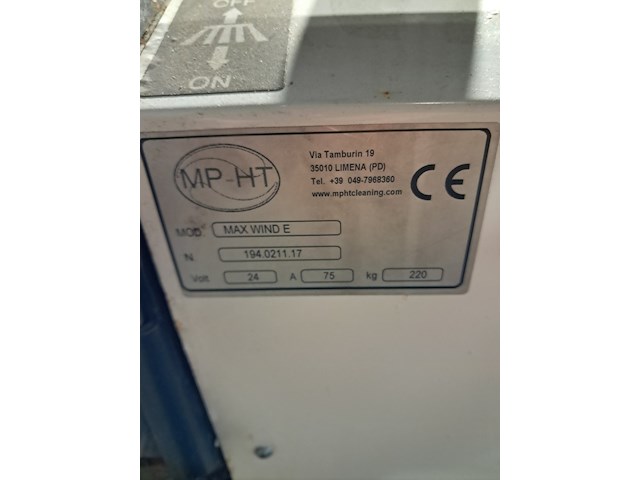 OFF
ON
MP-HT
Via Tamburin 19
35010 LIMENA (PD)
Tel. +39 049-7968360
www.mphtcleaning.com
CE
MOD. MAX WIND E
N. 194.0211.17
Volt 24 A 75 kg 220